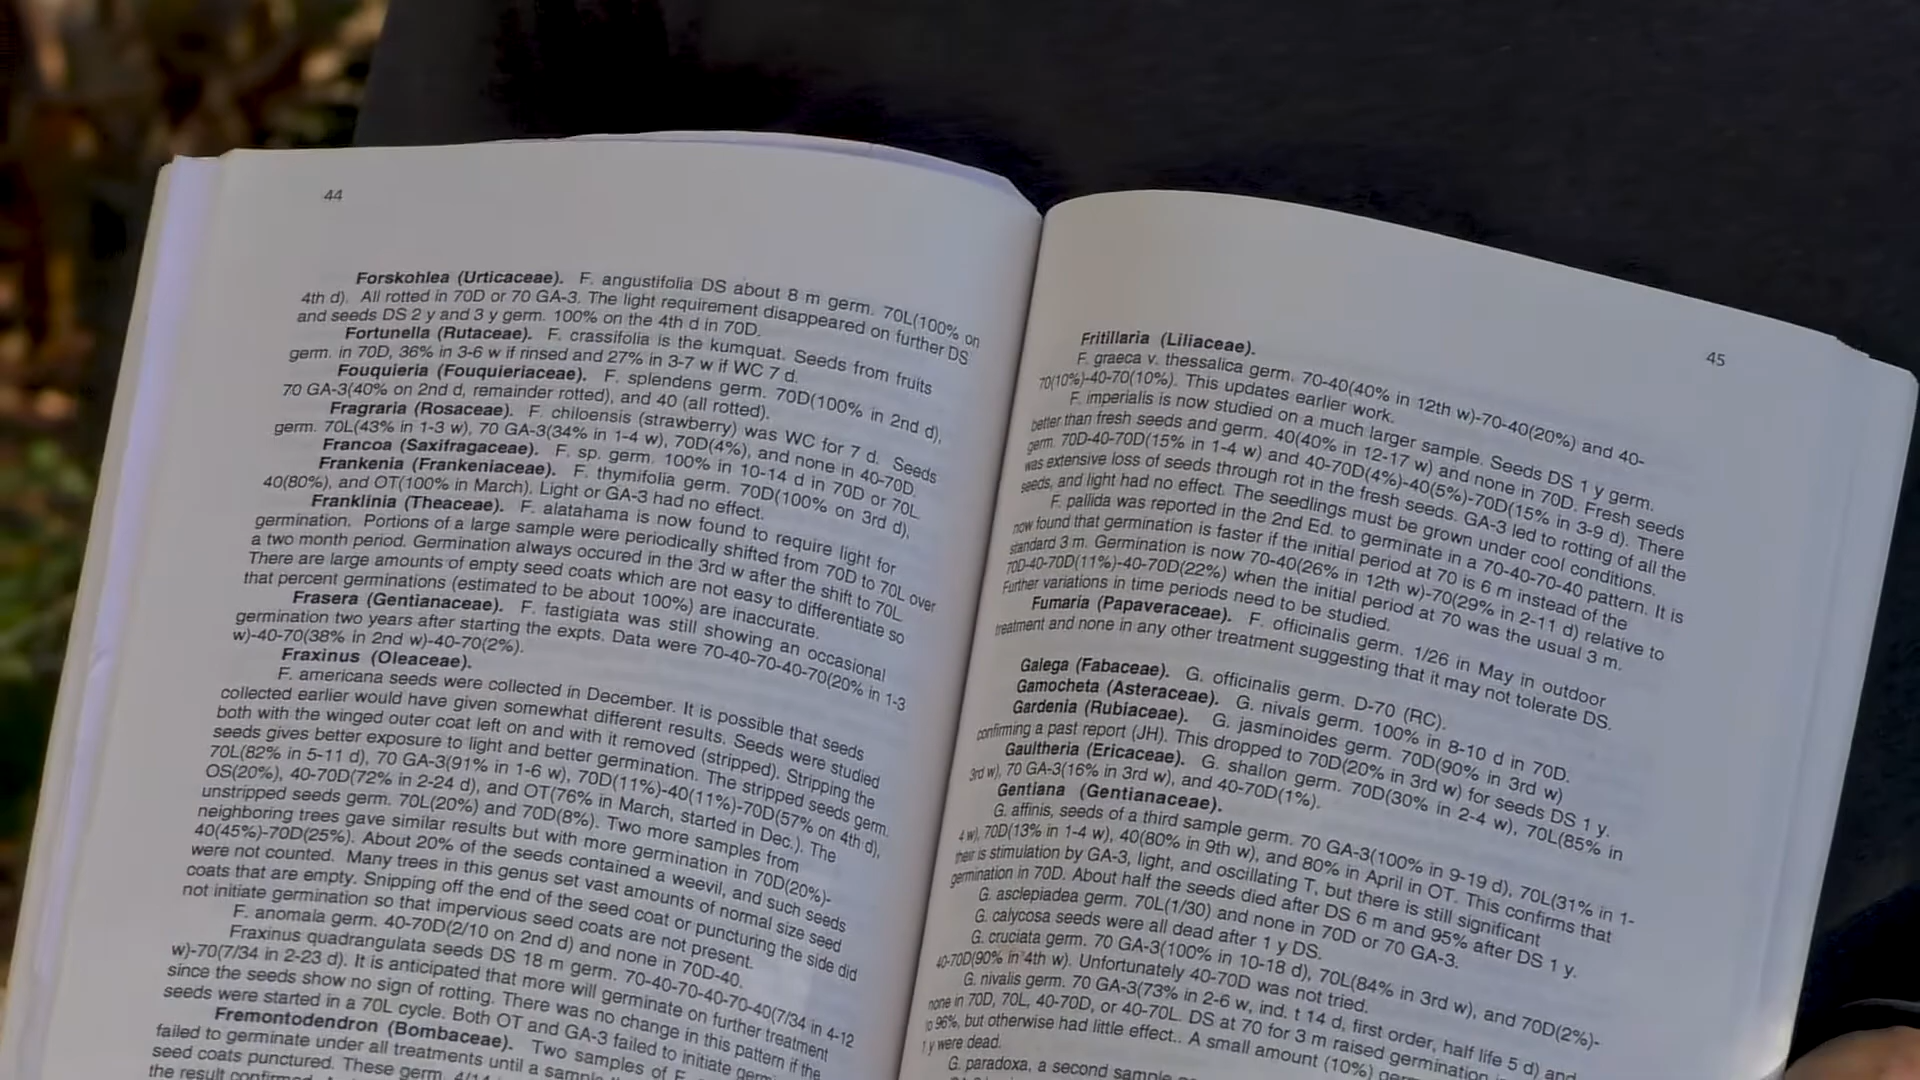 44
Forskohlea (Urticaceae). F. angustifolia DS about 8 m germ. 70L(100% on
4th d). All rotted in 70D or 70 GA-3. The light requirement disappeared on further DS
and seeds DS 2 y and 3 y germ. 100% on the 4th d in 70D.
Fortunella (Rutaceae). F. crassifolia is the kumquat. Seeds from fruits
germ. in 70D, 36% in 3-6 w if rinsed and 27% in 3-7 w if WC 7 d.
Fouquieria (Fouquieriaceae). F. splendens germ. 70D(100% in 2nd d),
70 GA-3(40% on 2nd d, remainder rotted), and 40 (all rotted).
Fragraria (Rosaceae). F. chiloensis (strawberry) was WC for 7 d. Seeds
germ. 70L(43% in 1-3 w), 70 GA-3(34% in 1-4 w), 70D(4%), and none in 40-70D.
Francoa (Saxifragaceae). F. sp. germ. 100% in 10-14 d in 70D or 70L
Frankenia (Frankeniaceae). F. thymifolia germ. 70D(100% on 3rd d),
40(80%), and OT(100% in March). Light or GA-3 had no effect.
Franklinia (Theaceae). F. alatahama is now found to require light for
germination. Portions of a large sample were periodically shifted from 70D to 70L over
a two month period. Germination always occured in the 3rd w after the shift to 70L.
There are large amounts of empty seed coats which are not easy to differentiate so
that percent germinations (estimated to be about 100%) are inaccurate.
Frasera (Gentianaceae). F. fastigiata was still showing an occasional
germination two years after starting the expts. Data were 70-40-70-40-70(20% in 1-3
w)-40-70(38% in 2nd w)-40-70(2%).
Fraxinus (Oleaceae).
F. americana seeds were collected in December. It is possible that seeds
collected earlier would have given somewhat different results. Seeds were studied
both with the winged outer coat left on and with it removed (stripped). Stripping the
seeds gives better exposure to light and better germination. The stripped seeds germ.
70L(82% in 5-11 d), 70 GA-3(91% in 1-6 w), 70D(11%)-40(11%)-70D(57% on 4th d),
OS(20%), 40-70D(72% in 2-24 d), and OT(76% in March, started in Dec.). The
unstripped seeds germ. 70L(20%) and 70D(8%). Two more samples from
neighboring trees gave similar results but with more germination in 70D(20%)-
40(45%)-70D(25%). About 20% of the seeds contained a weevil, and such seeds
were not counted. Many trees in this genus set vast amounts of normal size seed
coats that are empty. Snipping off the end of the seed coat or puncturing the side did
not initiate germination so that impervious seed coats are not present.
F. anomala germ. 40-70D(2/10 on 2nd d) and none in 70D-40.
Fraxinus quadrangulata seeds DS 18 m germ. 70-40-70-40-70-40(7/34 in 4-12
w)-70(7/34 in 2-23 d). It is anticipated that more will germinate on further treatment
since the seeds show no sign of rotting. There was no change in this pattern if the
seeds were started in a 70L cycle. Both OT and GA-3 failed to initiate
Fremontodendron (Bombaceae). Two samples of F.
failed to germinate under all treatments until a
seed coats punctured. These germ.
the result
45
Fritillaria (Liliaceae).
F. graeca v. thessalica germ. 70-40(40% in 12th w)-70-40(20%) and 40-
70(10%)-40-70(10%). This updates earlier work.
F. imperialis is now studied on a much larger sample. Seeds DS 1 y germ.
better than fresh seeds and germ. 40(40% in 12-17 w) and none in 70D. Fresh seeds
germ. 70D-40-70D(15% in 1-4 w) and 40-70D(4%)-40(5%)-70D(15% in 3-9 d). There
was extensive loss of seeds through rot in the fresh seeds. GA-3 led to rotting of all the
seeds, and light had no effect. The seedlings must be grown under cool conditions.
F. pallida was reported in the 2nd Ed. to germinate in a 70-40-70-40 pattern. It is
now found that germination is faster if the initial period at 70 is 6 m instead of the
standard 3 m. Germination is now 70-40(26% in 12th w)-70(29% in 2-11 d) relative to
70D-40-70D(11%)-40-70D(22%) when the initial period at 70 was the usual 3 m.
Further variations in time periods need to be studied.
Fumaria (Papaveraceae). F. officinalis germ. 1/26 in May in outdoor
treatment and none in any other treatment suggesting that it may not tolerate DS.
Galega (Fabaceae). G. officinalis germ. D-70 (RC).
Gamocheta (Asteraceae). G. nivals germ. 100% in 8-10 d in 70D.
Gardenia (Rubiaceae). G. jasminoides germ. 70D(90% in 3rd w)
confirming a past report (JH). This dropped to 70D(20% in 3rd w) for seeds DS 1 y.
Gaultheria (Ericaceae). G. shallon germ. 70D(30% in 2-4 w), 70L(85% in
3rd w), 70 GA-3(16% in 3rd w), and 40-70D(1%).
Gentiana (Gentianaceae).
G. affinis, seeds of a third sample germ. 70 GA-3(100% in 9-19 d), 70L(31% in 1-
4 w), 70D(13% in 1-4 w), 40(80% in 9th w), and 80% in April in OT. This confirms that
their is stimulation by GA-3, light, and oscillating T, but there is still significant
germination in 70D. About half the seeds died after DS 6 m and 95% after DS 1 y.
G. asclepiadea germ. 70L(1/30) and none in 70D or 70 GA-3.
G. calycosa seeds were all dead after 1 y DS.
G. cruciata germ. 70 GA-3(100% in 10-18 d), 70L(84% in 3rd w), and 70D(2%)-
40-70D(90% in 4th w). Unfortunately 40-70D was not tried.
G. nivalis germ. 70 GA-3(73% in 2-6 w, ind. t 14 d, first order, half life 5 d) and
none in 70D, 70L, 40-70D, or 40-70L. DS at 70 for 3 m raised germination
to 96%, but otherwise had little effect.. A small amount (10%)
1 y were dead.
G. paradoxa, a second sample